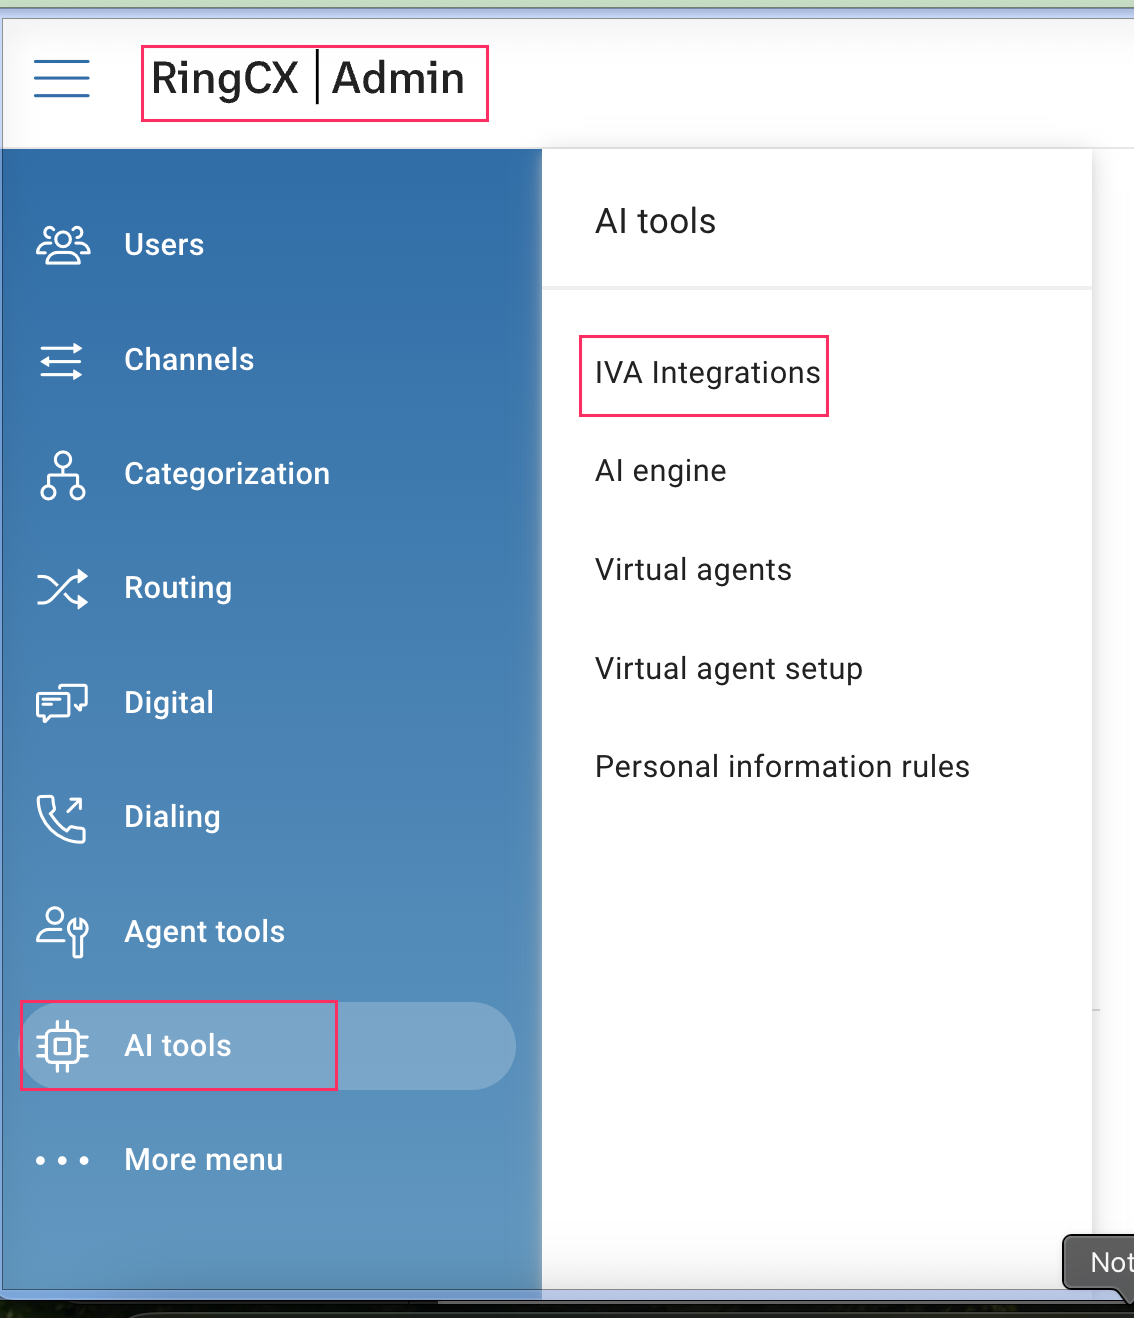 RingCX | Admin
Users
Channels
Categorization
Routing
Digital
Dialing
Agent tools
AI tools
More menu
AI tools
IVA Integrations
AI engine
Virtual agents
Virtual agent setup
Personal information rules
Not